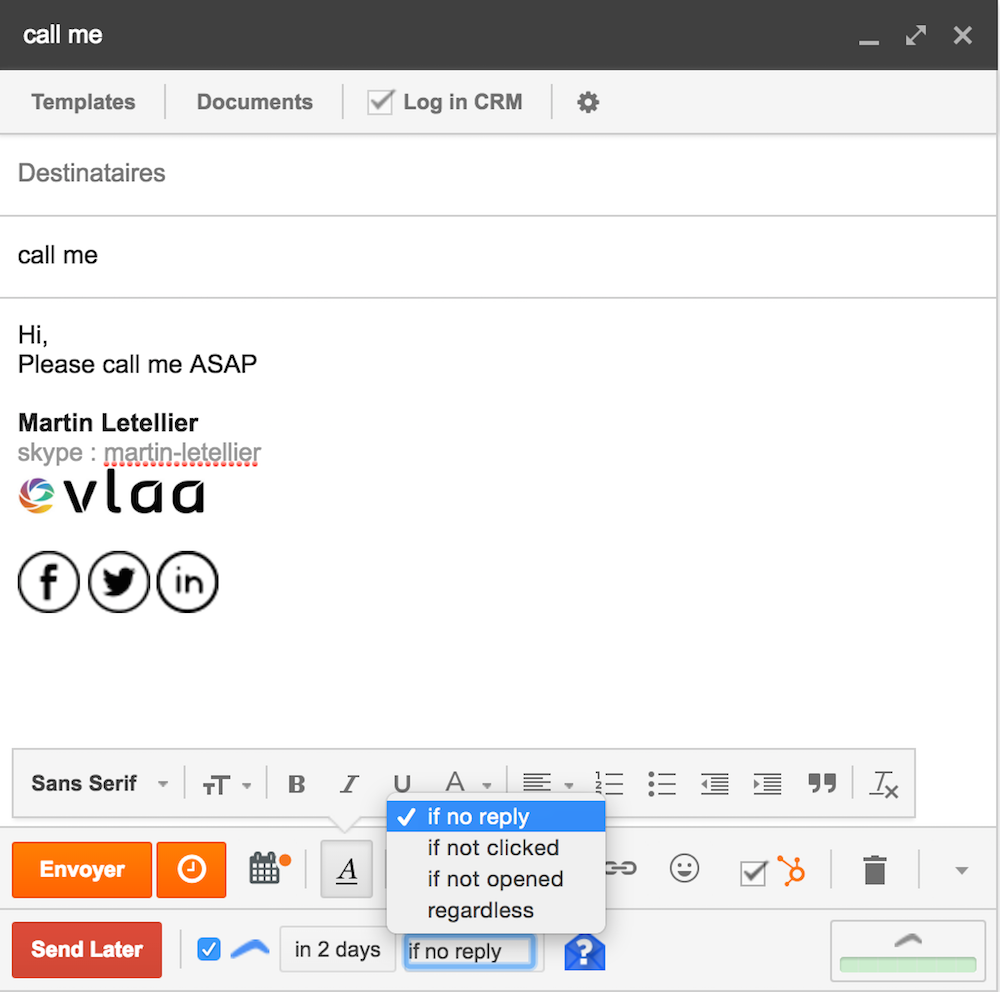 call me
Templates Documents Log in CRM
Destinataires
call me
Hi,
Please call me ASAP
Martin Letellier
skype : martin-letellier
vlaa
f in
Sans Serif TT B I U A
if no reply
if not clicked
if not opened
regardless
Envoyer A
Send Later in 2 days if no reply ?